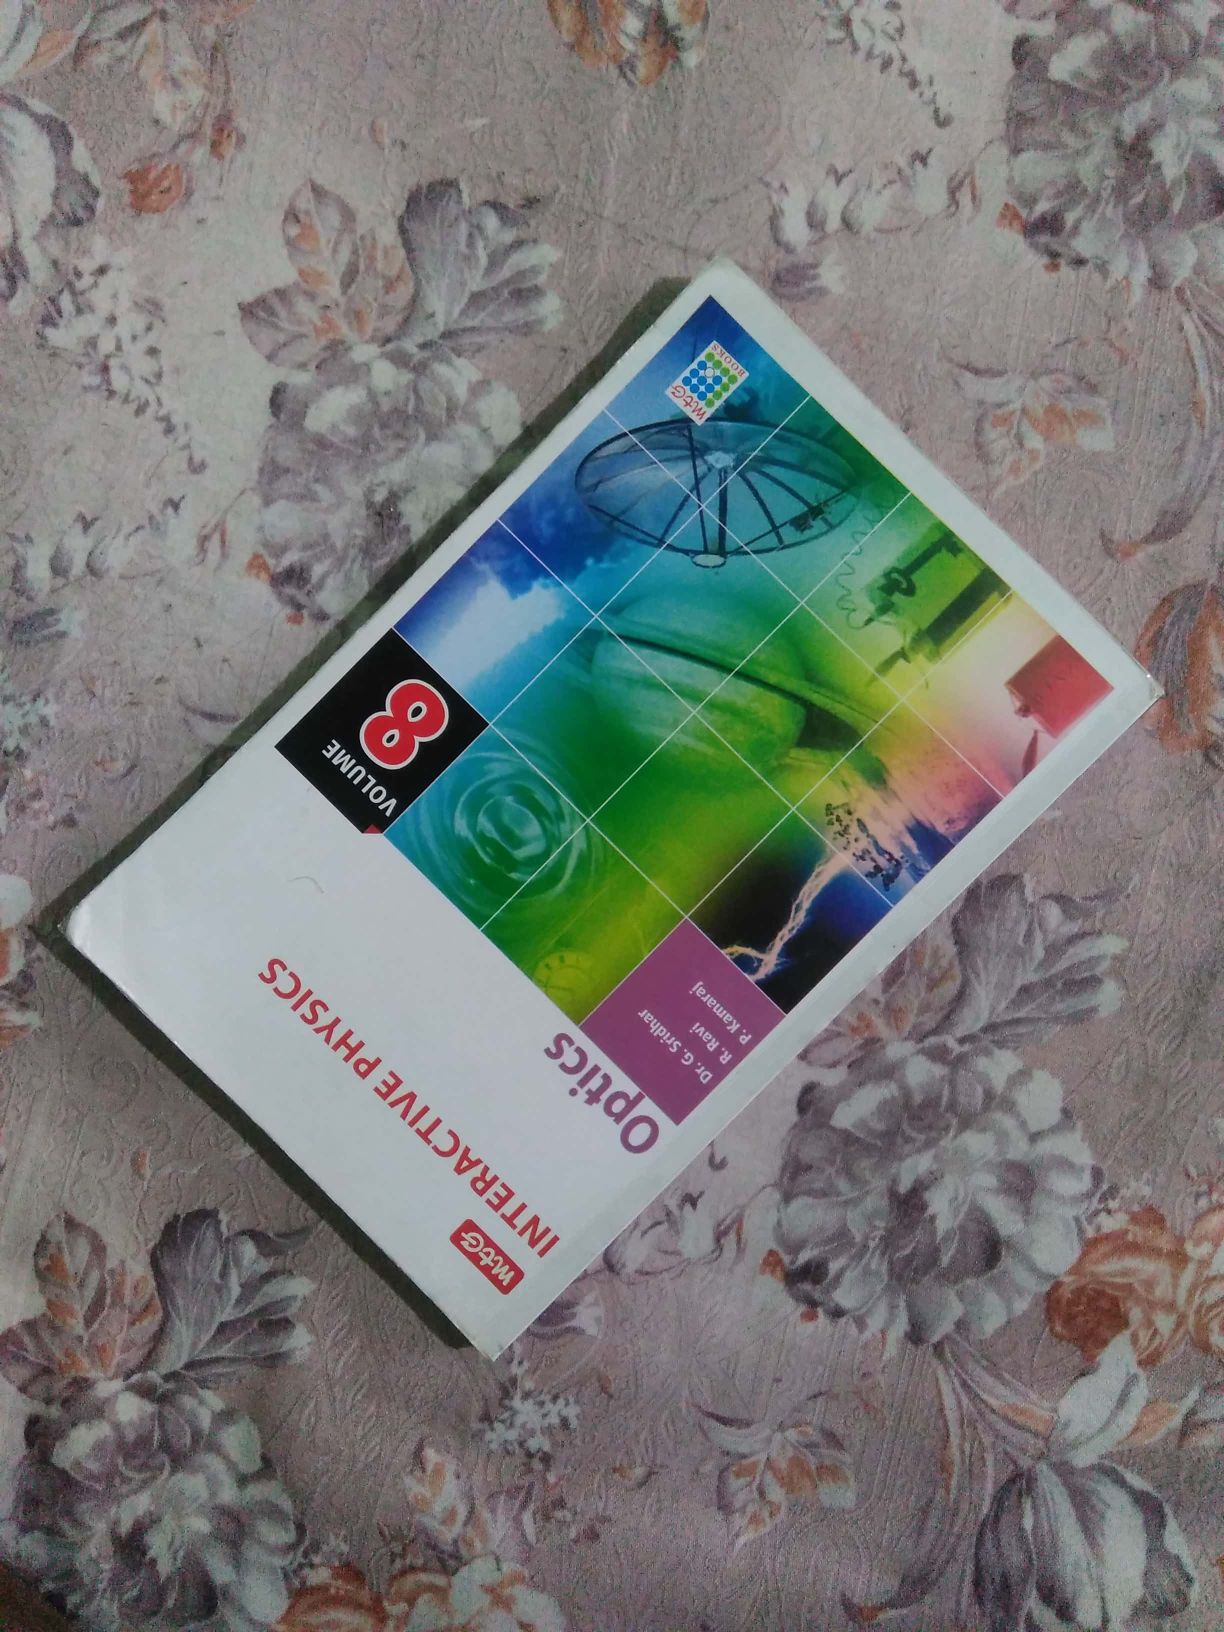 mtG
INTERACTIVE PHYSICS
Optics
Dr. G. Sridhar
R. Ravi
P. Kamaraj
VOLUME
8
mtG
BOOKS